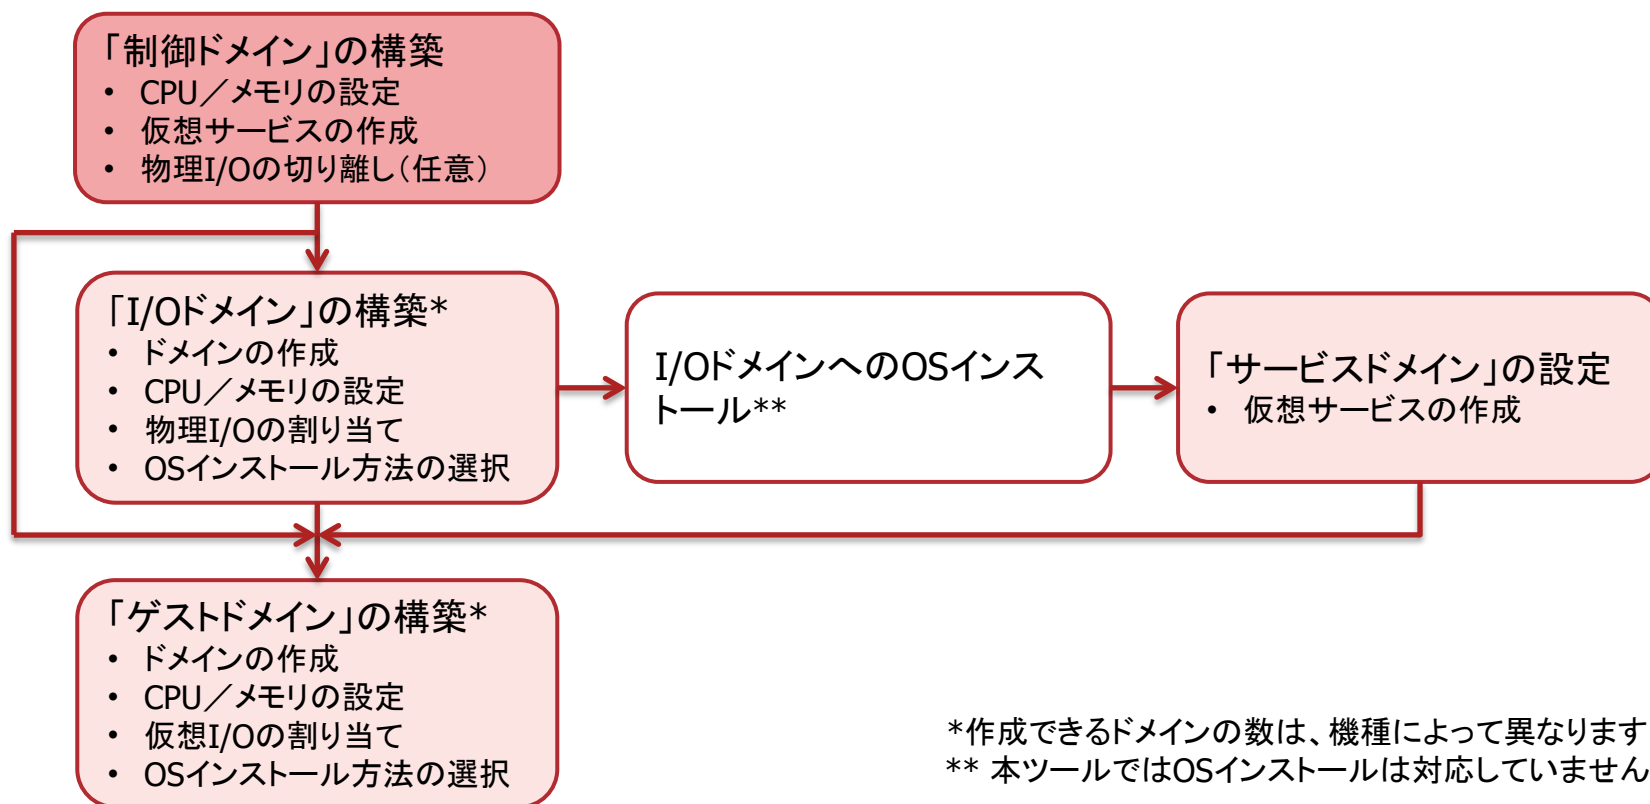 「制御ドメイン」の構築
• CPU／メモリの設定
• 仮想サービスの作成
• 物理I/Oの切り離し（任意）
「I/Oドメイン」の構築*
• ドメインの作成
• CPU／メモリの設定
• 物理I/Oの割り当て
• OSインストール方法の選択
I/OドメインへのOSインス
トール**
「サービスドメイン」の設定
• 仮想サービスの作成
「ゲストドメイン」の構築*
• ドメインの作成
• CPU／メモリの設定
• 仮想I/Oの割り当て
• OSインストール方法の選択
*作成できるドメインの数は、機種によって異なります
** 本ツールではOSインストールは対応していません